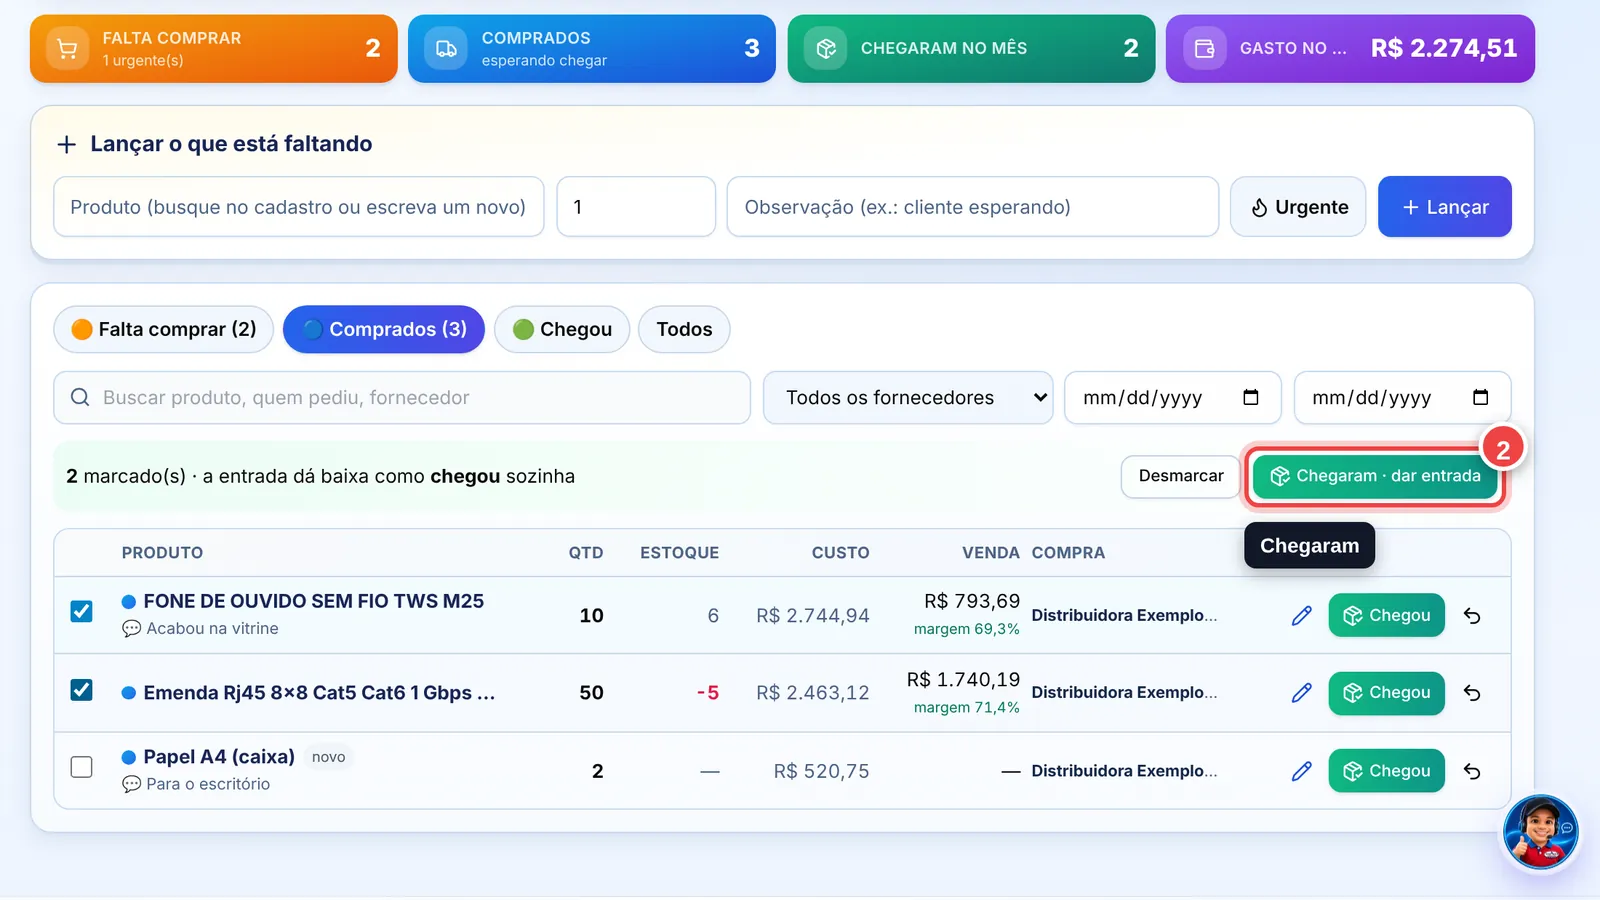 FALTA COMPRAR
1 urgente(s)
2
COMPRADOS
esperando chegar
3
CHEGARAM NO MÊS
2
GASTO NO ...
R$ 2.274,51
Lançar o que está faltando
Produto (busque no cadastro ou escreva um novo)
1
Observação (ex.: cliente esperando)
Urgente
+ Lançar
Falta comprar (2)
Comprados (3)
Chegou
Todos
Buscar produto, quem pediu, fornecedor
Todos os fornecedores
mm/dd/yyyy
mm/dd/yyyy
2 marcado(s) · a entrada dá baixa como chegou sozinha
Desmarcar
Chegaram · dar entrada
2
Chegaram
PRODUTO QTD ESTOQUE CUSTO VENDA COMPRA
FONE DE OUVIDO SEM FIO TWS M25
Acabou na vitrine
10
6
R$ 2.744,94
R$ 793,69
margem 69,3%
Distribuidora Exemplo...
Chegou
Emenda Rj45 8x8 Cat5 Cat6 1 Gbps ...
50
-5
R$ 2.463,12
R$ 1.740,19
margem 71,4%
Distribuidora Exemplo...
Chegou
Papel A4 (caixa) novo
Para o escritório
2
—
R$ 520,75
—
Distribuidora Exemplo...
Chegou